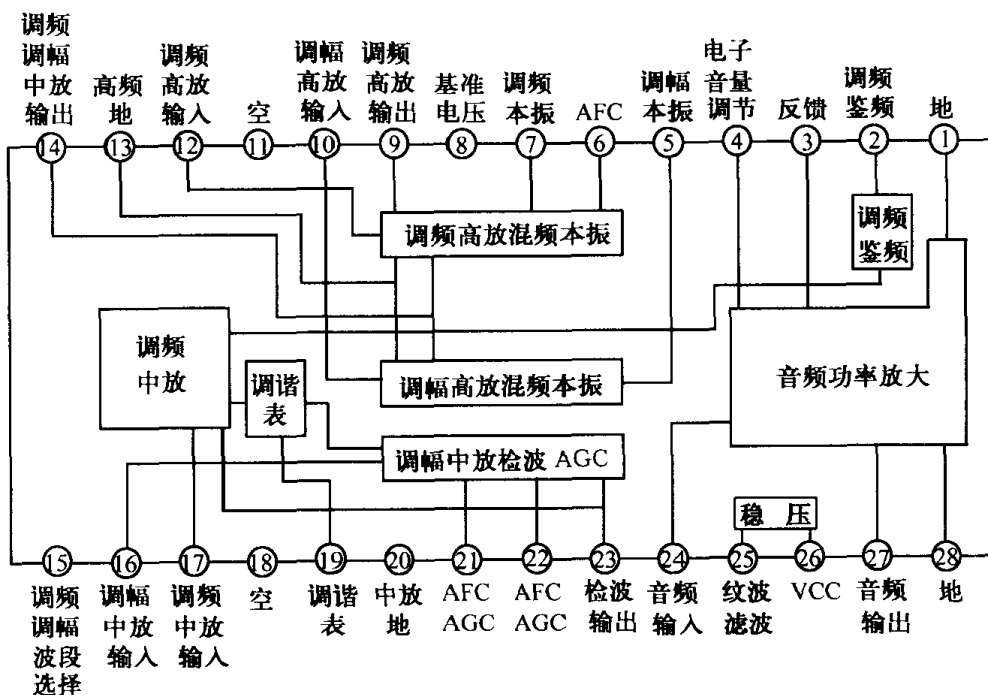 调频
调幅
中放
输出
高频
地
调频
高放
输入
空
调幅
高放
输入
调频
高放
输出
基准
电压
调频
本振
AFC
调幅
本振
电子
音量
调节
反馈
调频
鉴频
地
⑭ ⑬ ⑫ ⑪ ⑩ ⑨ ⑧ ⑦ ⑥ ⑤ ④ ③ ② ①
调频高放混频本振
调频
鉴频
调频
中放
调谐
表
调幅高放混频本振
音频功率放大
调幅中放检波 AGC
稳 压
⑮ ⑯ ⑰ ⑱ ⑲ ⑳ ㉑ ㉒ ㉓ ㉔ ㉕ ㉖ ㉗ ㉘
调频
调幅
波段
选择
调幅
中放
输入
调频
中放
输入
空
调谐
表
中放
地
AFC
AGC
AFC
AGC
检波
输出
音频
输入
纹波
滤波
VCC
音频
输出
地